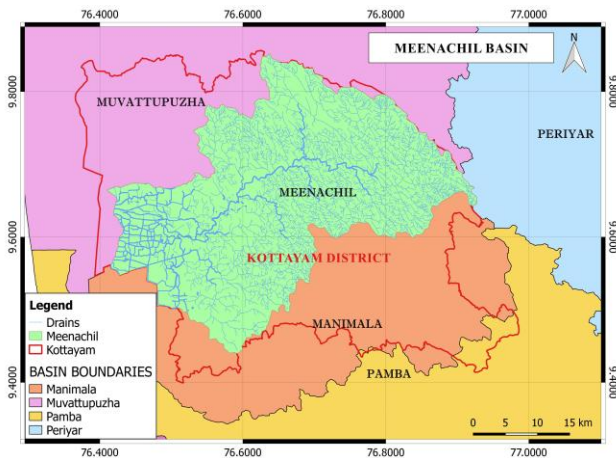 76.4000 76.6000 76.8000 77.0000
MEENACHIL BASIN
N
9.8000 9.8000
MUVATTUPUZHA
PERIYAR
MEENACHIL
9.6000 9.6000
KOTTAYAM DISTRICT
Legend
Drains
Meenachil
Kottayam
BASIN BOUNDARIES
Manimala
Muvattupuzha
Pamba
Periyar
MANIMALA
PAMBA
9.4000 9.4000
0 5 10 15 km
76.4000 76.6000 76.8000 77.0000